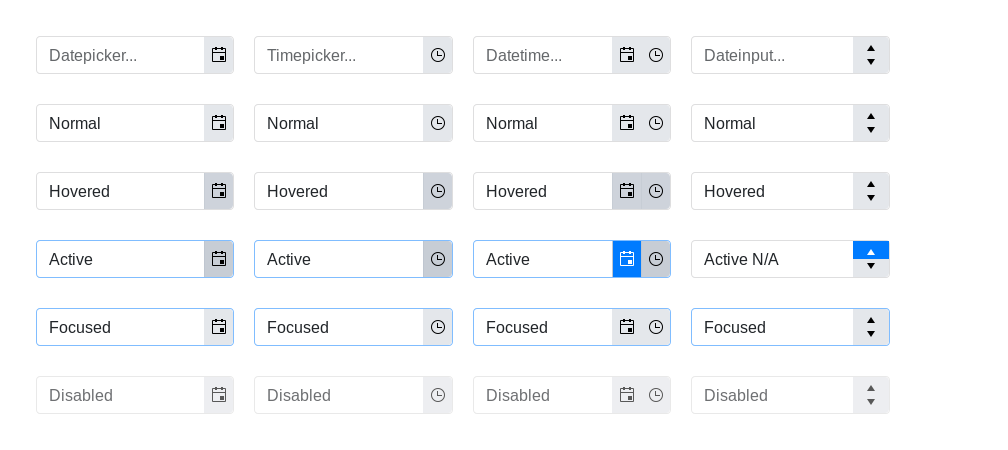 Datepicker... Timepicker... Datetime... Dateinput...
Normal Normal Normal Normal
Hovered Hovered Hovered Hovered
Active Active Active Active N/A
Focused Focused Focused Focused
Disabled Disabled Disabled Disabled